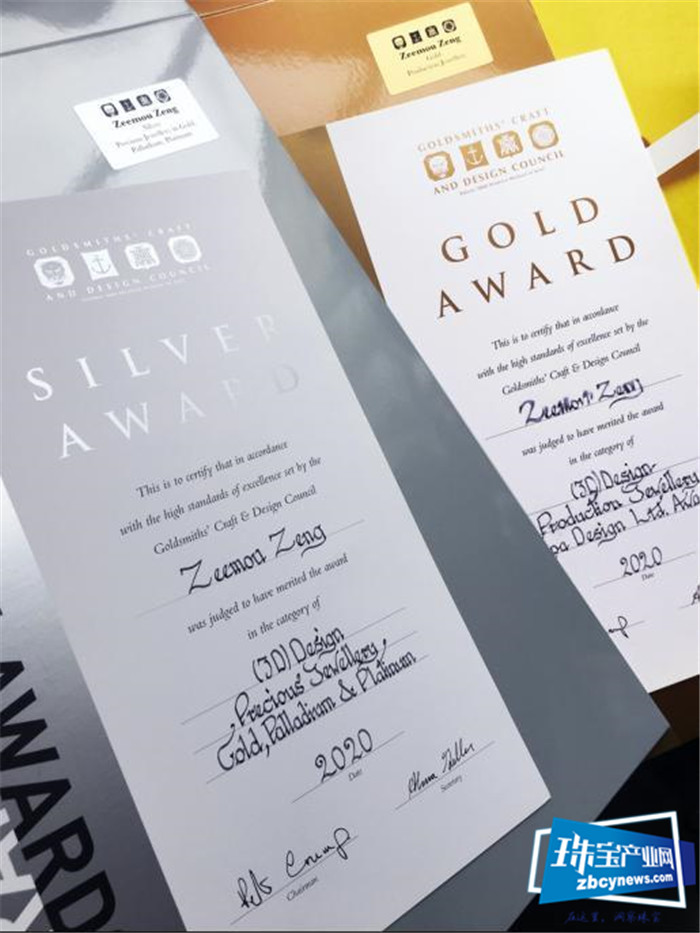 Zeemou Zeng
Silver
Precious Jewellery, in Gold,
Palladium, Platinum
Zeemou Zeng
Gold
Production Jewellery
GOLDSMITHS' CRAFT
AND DESIGN COUNCIL
SILVER
AWARD
This is to certify that in accordance
with the high standards of excellence set by the
Goldsmiths' Craft & Design Council
Zeemou Zeng
was judged to have merited the award
in the category of
(3D) Design
Precious Jewellery,
Gold, Palladium & Platinum
2020
Date
Secretary
Chairman
GOLDSMITHS' CRAFT
AND DESIGN COUNCIL
GOLD
AWARD
This is to certify that in accordance
with the high standards of excellence set by the
Goldsmiths' Craft & Design Council
Zeemou Zeng
was judged to have merited the award
in the category of
(3D) Design
Production Jewellery
Design Ltd. Awa
2020
Date
AWARD
珠宝产业网
zbcynews.com